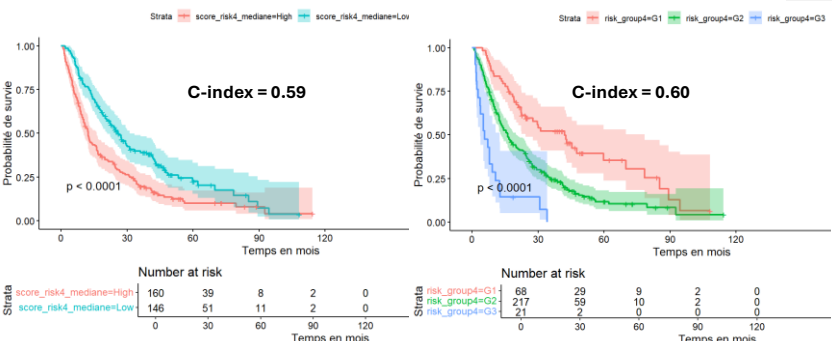 Strata score_risk4_mediane=High score_risk4_mediane=Low
Probabilité de survie
1.00
0.75
0.50
0.25
0.00
C-index = 0.59
p < 0.0001
0 30 60 90 120
Temps en mois
Number at risk
Strata
score_risk4_mediane=High 160 39 8 2 0
score_risk4_mediane=Low 146 51 11 2 0
0 30 60 90 120
Temps en mois
Strata risk_group4=G1 risk_group4=G2 risk_group4=G3
Probabilité de survie
1.00
0.75
0.50
0.25
0.00
C-index = 0.60
p < 0.0001
0 30 60 90 120
Temps en mois
Number at risk
Strata
risk_group4=G1 68 29 9 2 0
risk_group4=G2 217 59 10 2 0
risk_group4=G3 21 2 0 0 0
0 30 60 90 120
Temps en mois